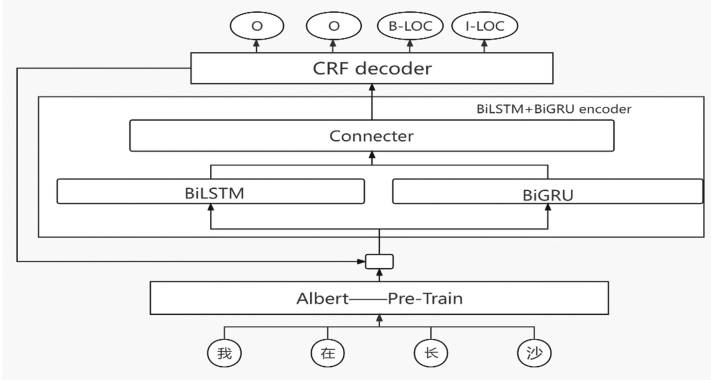 O O B-LOC I-LOC
CRF decoder
BiLSTM+BiGRU encoder
Connecter
BiLSTM BiGRU
Albert——Pre-Train
我 在 长 沙